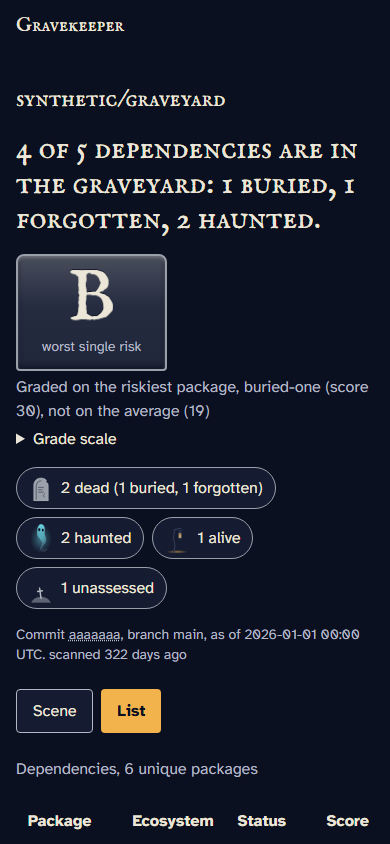 Gravekeeper
synthetic/graveyard
4 of 5 dependencies are in
the graveyard: 1 buried, 1
forgotten, 2 haunted.
B
worst single risk
Graded on the riskiest package, buried-one (score
30), not on the average (19)
Grade scale
2 dead (1 buried, 1 forgotten)
2 haunted
1 alive
1 unassessed
Commit aaaaaaa, branch main, as of 2026-01-01 00:00
UTC. scanned 322 days ago
Scene
List
Dependencies, 6 unique packages
Package Ecosystem Status Score